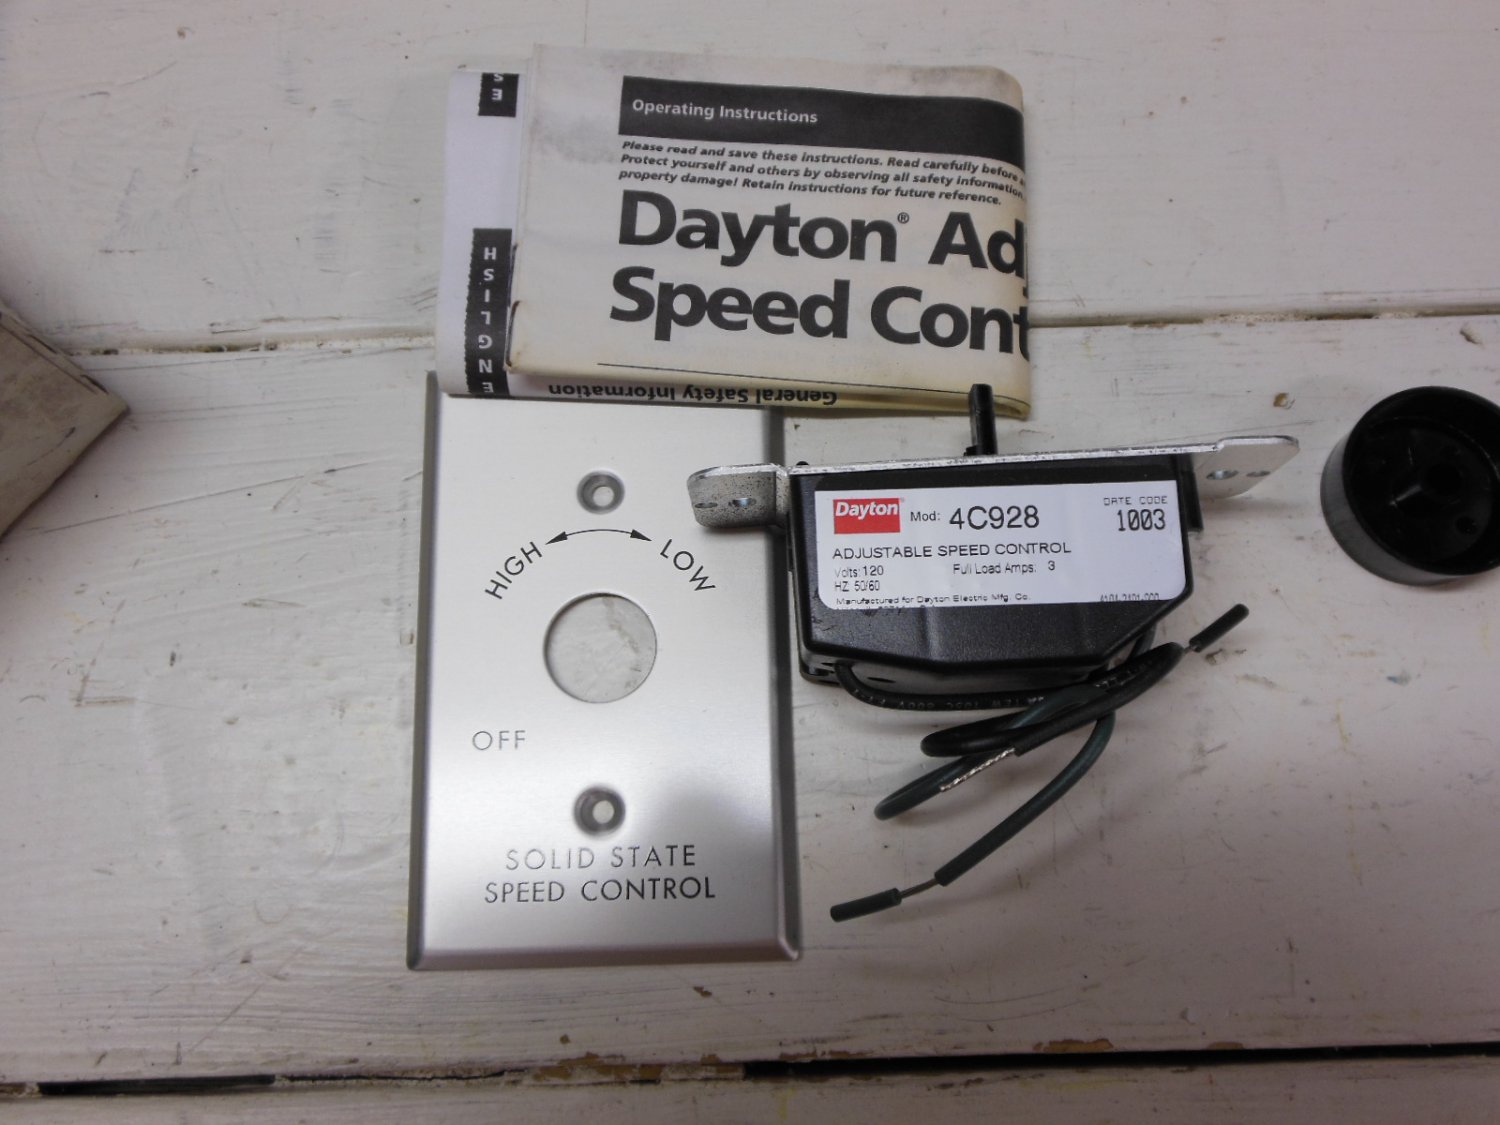 Operating Instructions
Please read and save these instructions. Read carefully before
Protect yourself and others by observing all safety information.
property damage! Retain instructions for future reference.
Dayton® Adj
Speed Cont
General Safety Information
E S
ENGLISH
HIGH LOW
OFF
SOLID STATE
SPEED CONTROL
Dayton Mod: 4C928 DATE CODE
1003
ADJUSTABLE SPEED CONTROL
Volts: 120 Full Load Amps: 3
HZ 50/60
Manufactured for Dayton Electric Mfg. Co.